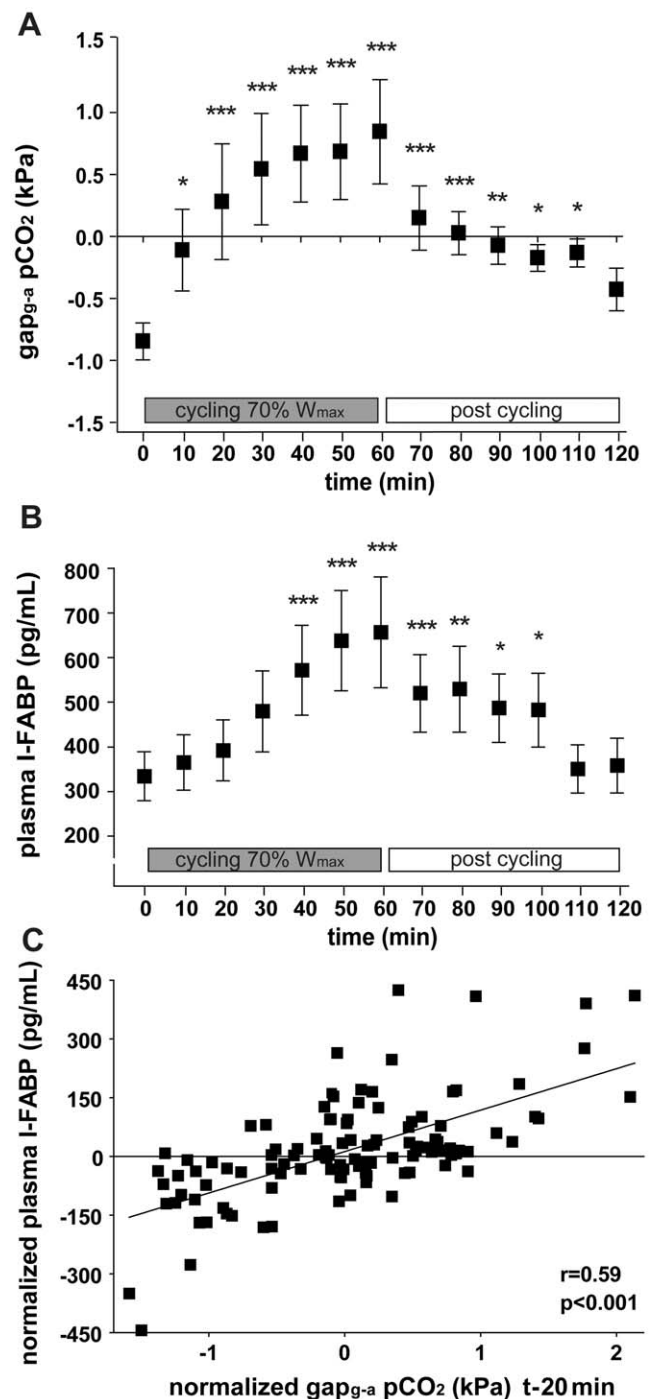 A
gapg-a pCO2 (kPa)
1.5
1.0
0.5
0.0
-0.5
-1.0
-1.5
*
***
***
***
***
***
***
***
**
*
*
cycling 70% Wmax
post cycling
0 10 20 30 40 50 60 70 80 90 100 110 120
time (min)
B
plasma I-FABP (pg/mL)
800
700
600
500
400
300
200
***
***
***
***
**
*
*
cycling 70% Wmax
post cycling
0 10 20 30 40 50 60 70 80 90 100 110 120
time (min)
C
normalized plasma I-FABP (pg/mL)
450
300
150
0
-150
-300
-450
r=0.59
p<0.001
-1 0 1 2
normalized gapg-a pCO2 (kPa) t-20 min